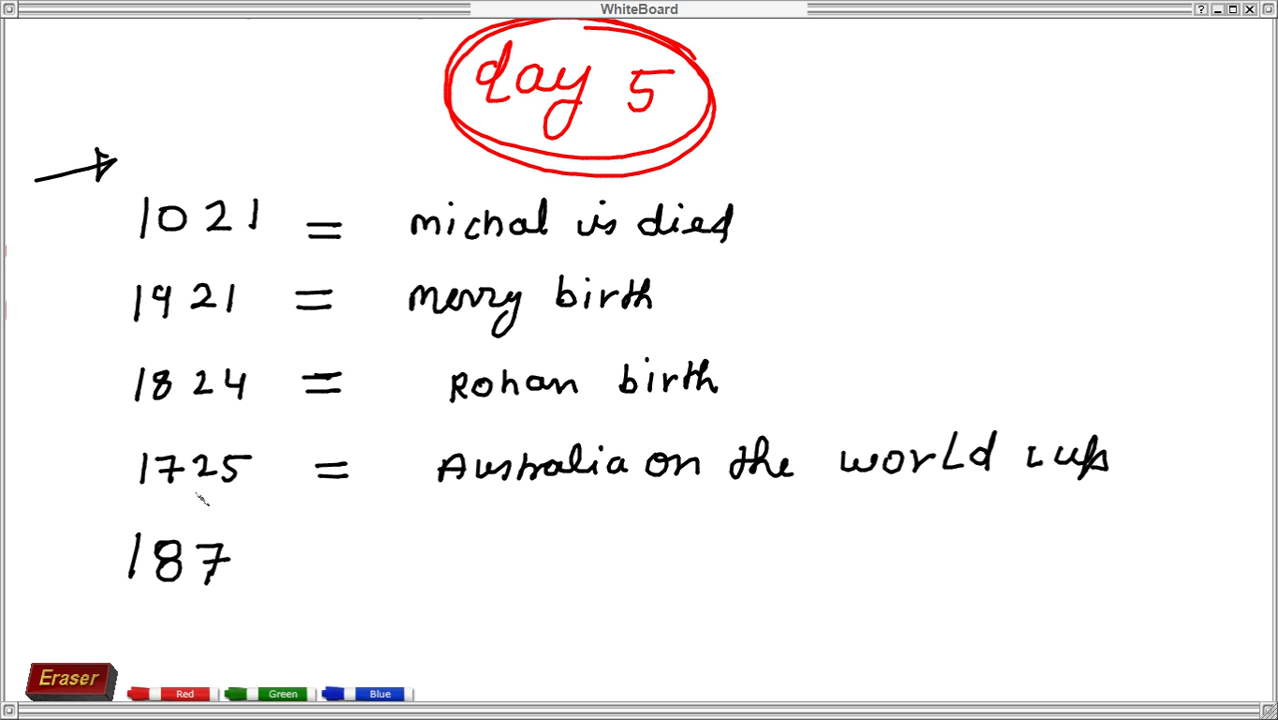 WhiteBoard
day 5
1021 = michal is died
1921 = merry birth
1824 = Rohan birth
1725 = Australia on the world cup
187
Eraser
Red Green Blue